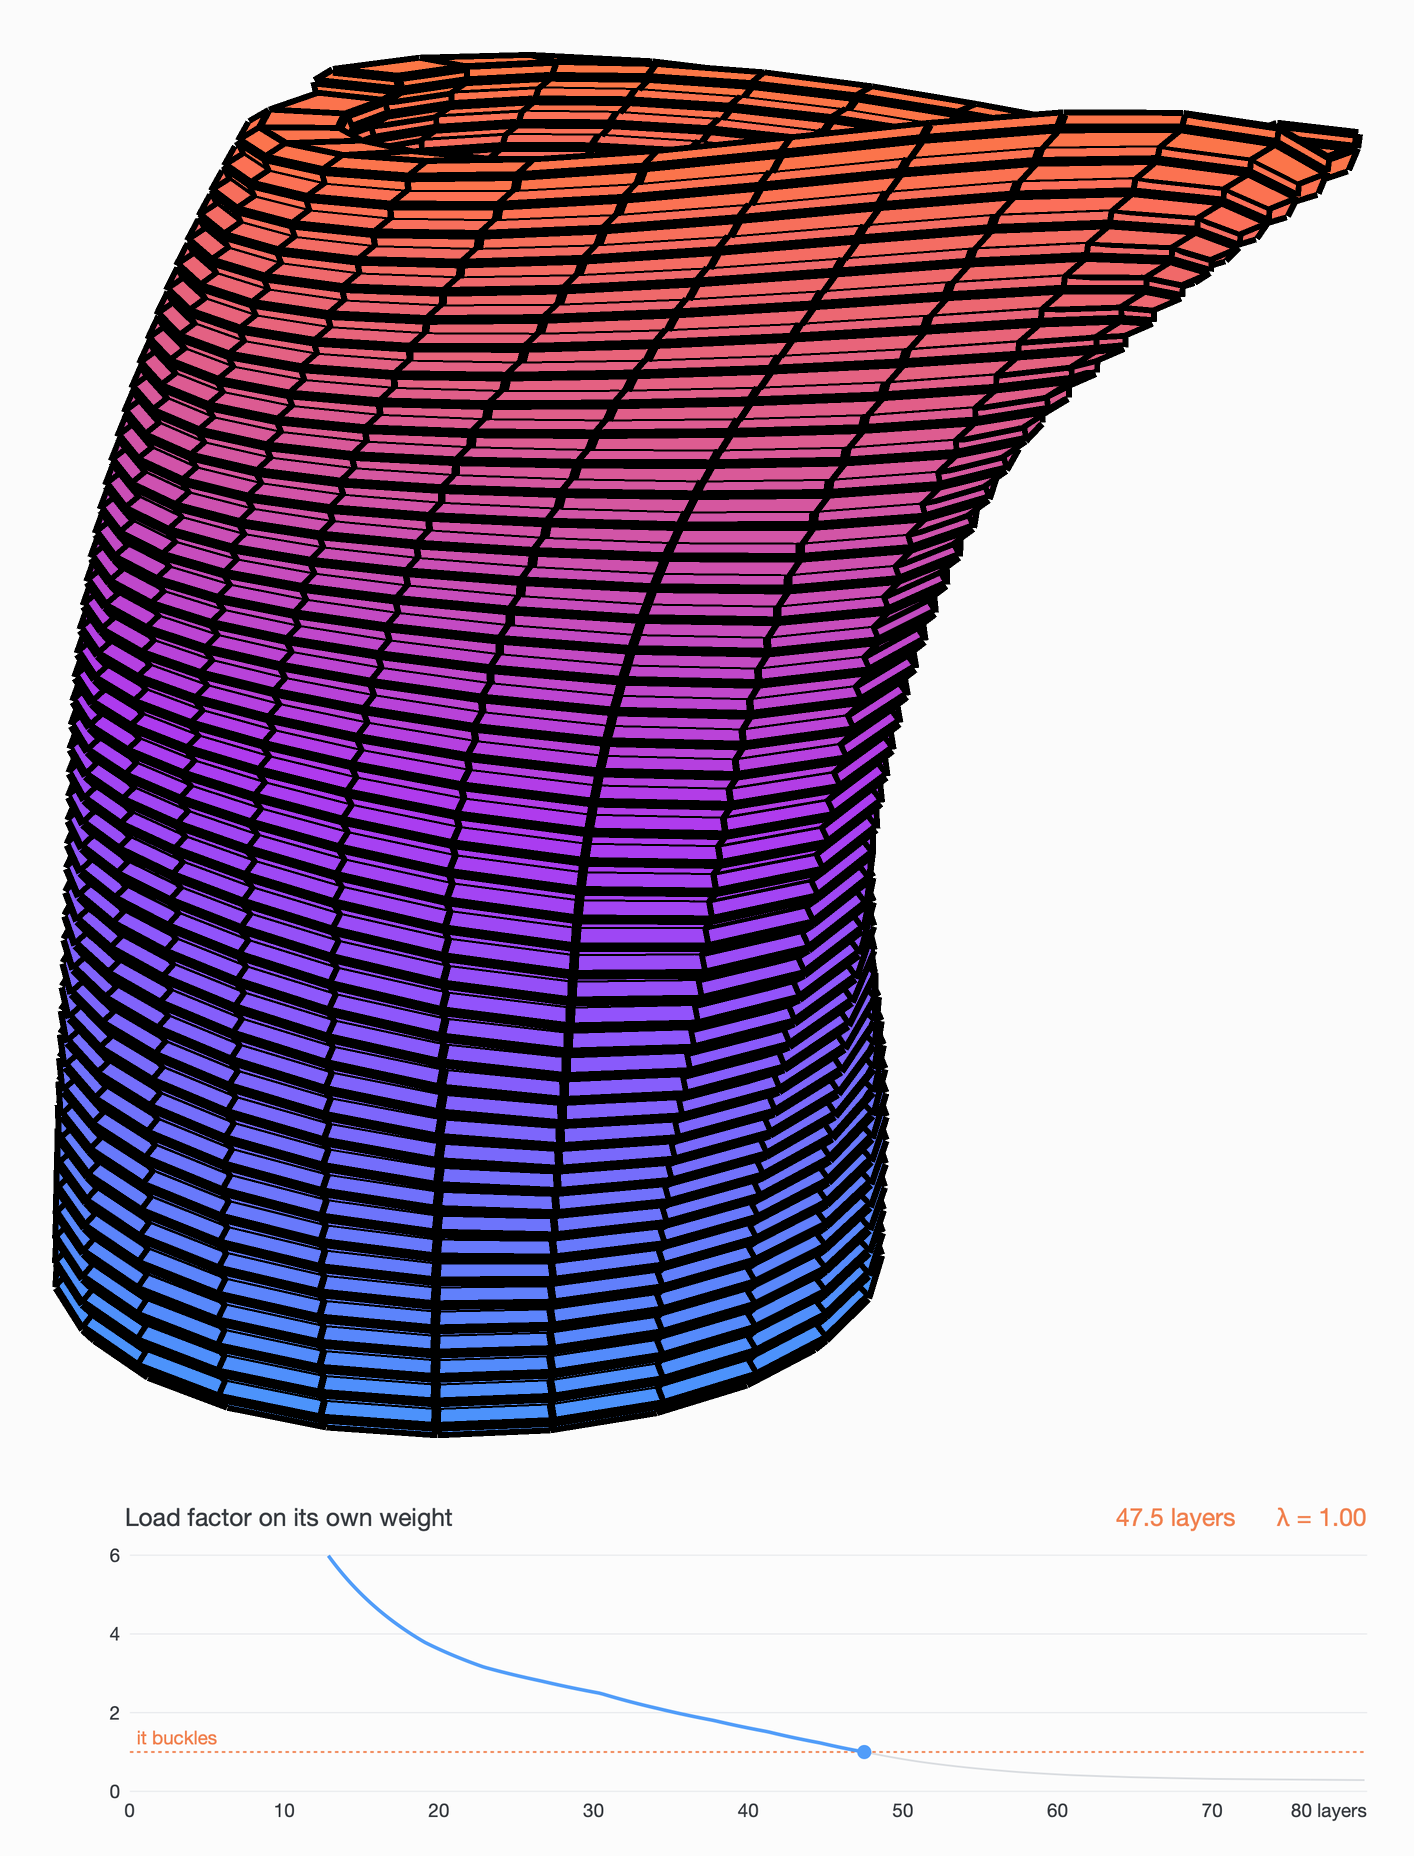 Load factor on its own weight
47.5 layers λ = 1.00
6
4
2
it buckles
0
0 10 20 30 40 50 60 70 80 layers